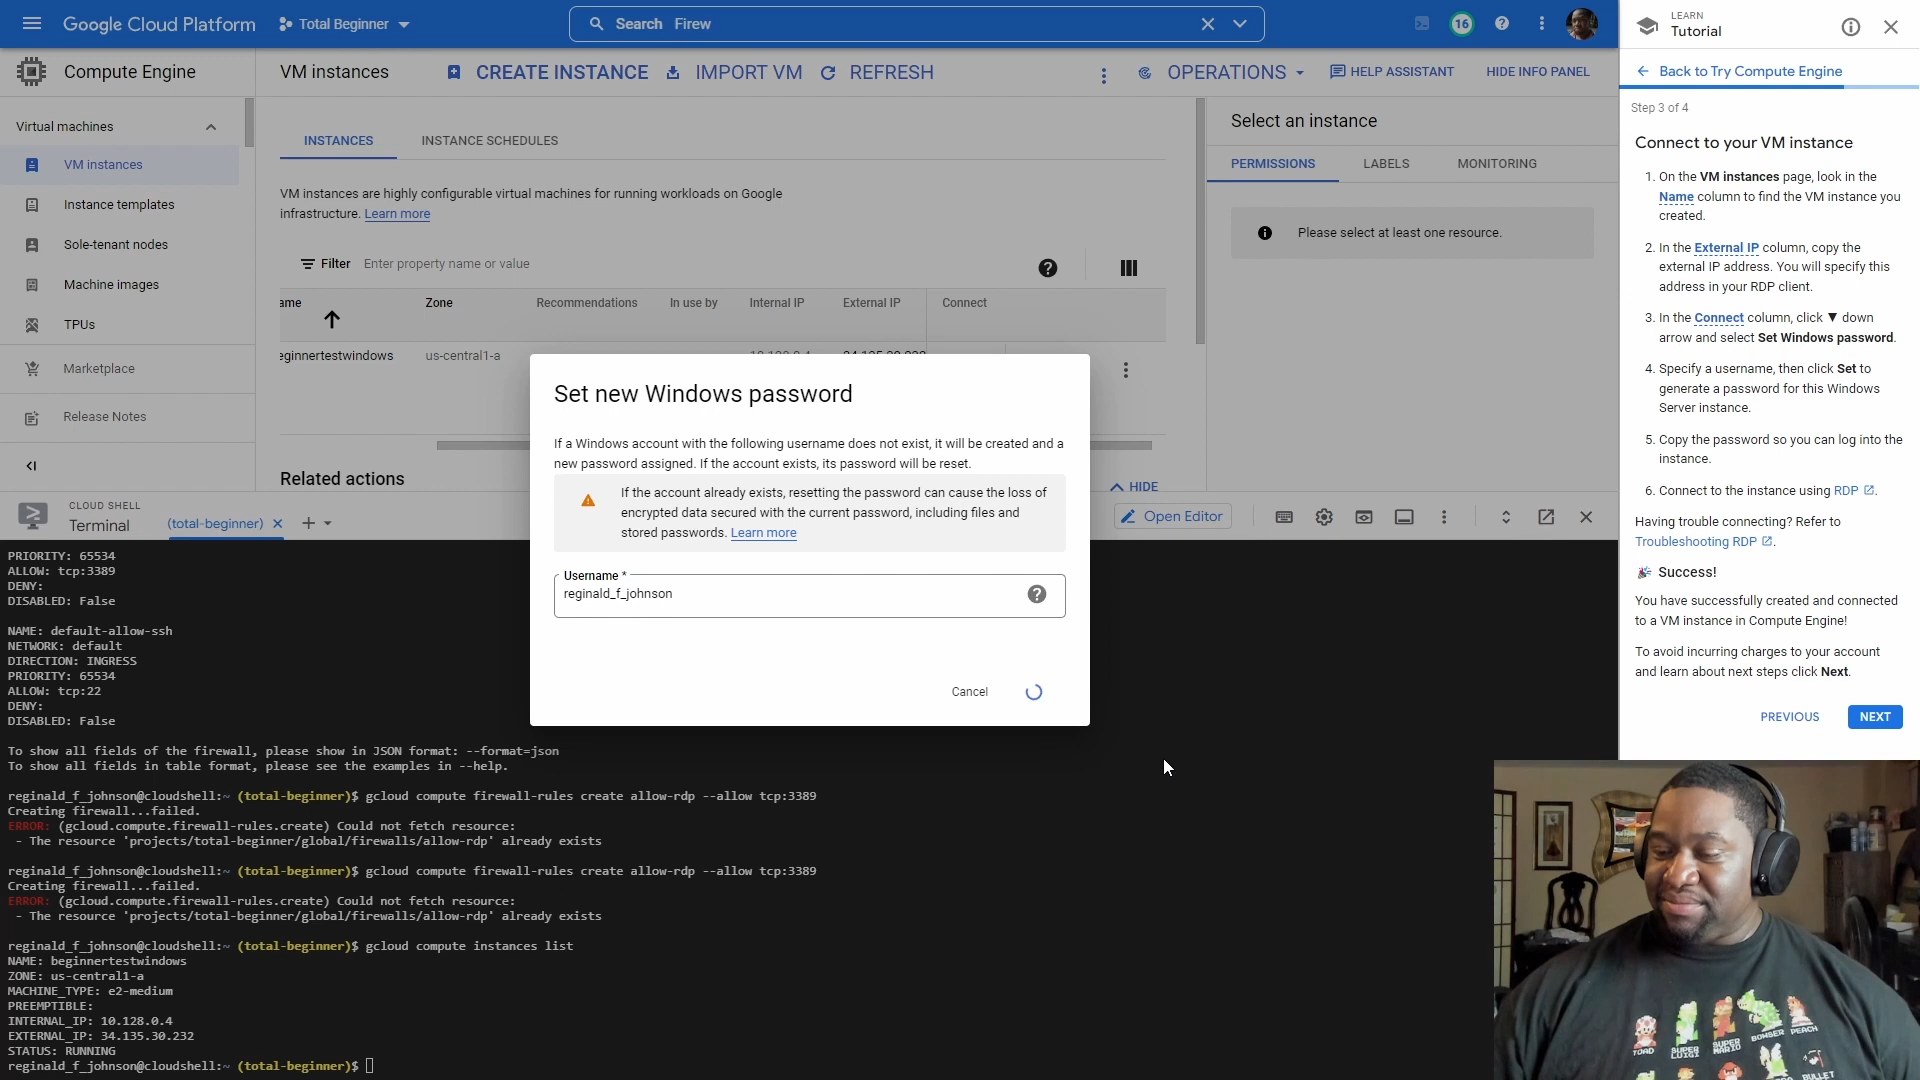 Google Cloud Platform
Total Beginner
Search Firew
16
LEARN
Tutorial
Compute Engine
VM instances
CREATE INSTANCE
IMPORT VM
REFRESH
OPERATIONS
HELP ASSISTANT
HIDE INFO PANEL
Back to Try Compute Engine
Step 3 of 4
Virtual machines
VM instances
Instance templates
Sole-tenant nodes
Machine images
TPUs
Marketplace
Release Notes
INSTANCES
INSTANCE SCHEDULES
VM instances are highly configurable virtual machines for running workloads on Google
infrastructure. Learn more
Filter Enter property name or value
ame
Zone
Recommendations
In use by
Internal IP
External IP
Connect
eginnertestwindows
us-central1-a
Related actions
HIDE
Select an instance
PERMISSIONS
LABELS
MONITORING
Please select at least one resource.
Set new Windows password
If a Windows account with the following username does not exist, it will be created and a
new password assigned. If the account exists, its password will be reset.
If the account already exists, resetting the password can cause the loss of
encrypted data secured with the current password, including files and
stored passwords. Learn more
Username *
reginald_f_johnson
Cancel
Connect to your VM instance
1. On the VM instances page, look in the
Name column to find the VM instance you
created.
2. In the External IP column, copy the
external IP address. You will specify this
address in your RDP client.
3. In the Connect column, click ▼ down
arrow and select Set Windows password.
4. Specify a username, then click Set to
generate a password for this Windows
Server instance.
5. Copy the password so you can log into the
instance.
6. Connect to the instance using RDP.
Having trouble connecting? Refer to
Troubleshooting RDP.
Success!
You have successfully created and connected
to a VM instance in Compute Engine!
To avoid incurring charges to your account
and learn about next steps click Next.
PREVIOUS
NEXT
CLOUD SHELL
Terminal
(total-beginner)
Open Editor
PRIORITY: 65534
ALLOW: tcp:3389
DENY:
DISABLED: False
NAME: default-allow-ssh
NETWORK: default
DIRECTION: INGRESS
PRIORITY: 65534
ALLOW: tcp:22
DENY:
DISABLED: False
To show all fields of the firewall, please show in JSON format: --format=json
To show all fields in table format, please see the examples in --help.
reginald_f_johnson@cloudshell:~ (total-beginner)$ gcloud compute firewall-rules create allow-rdp --allow tcp:3389
Creating firewall...failed.
ERROR: (gcloud.compute.firewall-rules.create) Could not fetch resource:
- The resource 'projects/total-beginner/global/firewalls/allow-rdp' already exists
reginald_f_johnson@cloudshell:~ (total-beginner)$ gcloud compute firewall-rules create allow-rdp --allow tcp:3389
Creating firewall...failed.
ERROR: (gcloud.compute.firewall-rules.create) Could not fetch resource:
- The resource 'projects/total-beginner/global/firewalls/allow-rdp' already exists
reginald_f_johnson@cloudshell:~ (total-beginner)$ gcloud compute instances list
NAME: beginnertestwindows
ZONE: us-central1-a
MACHINE_TYPE: e2-medium
PREEMPTIBLE:
INTERNAL_IP: 10.128.0.4
EXTERNAL_IP: 34.135.30.232
STATUS: RUNNING
reginald_f_johnson@cloudshell:~ (total-beginner)$
TOAD
SUPER
LUIGI
SUPER
MARIO
BOWSER
PEACH
BULLET